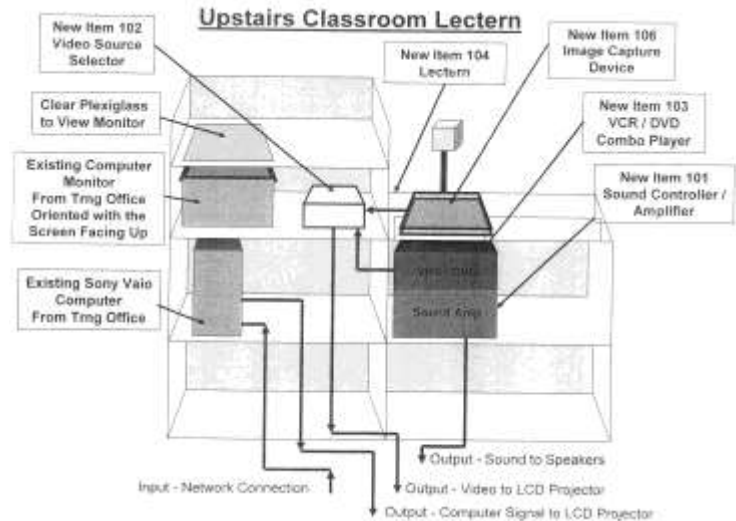 Upstairs Classroom Lectern
New Item 102
Video Source
Selector
New Item 104
Lectern
New Item 106
Image Capture
Device
Clear Plexiglass
to View Monitor
New Item 103
VCR / DVD
Combo Player
Existing Computer
Monitor
From Trng Office
Oriented with the
Screen Facing Up
New Item 101
Sound Controller /
Amplifier
Existing Sony Vaio
Computer
From Trng Office
Sound Amp
Output - Sound to Speakers
Input - Network Connection
Output - Video to LCD Projector
Output - Computer Signal to LCD Projector